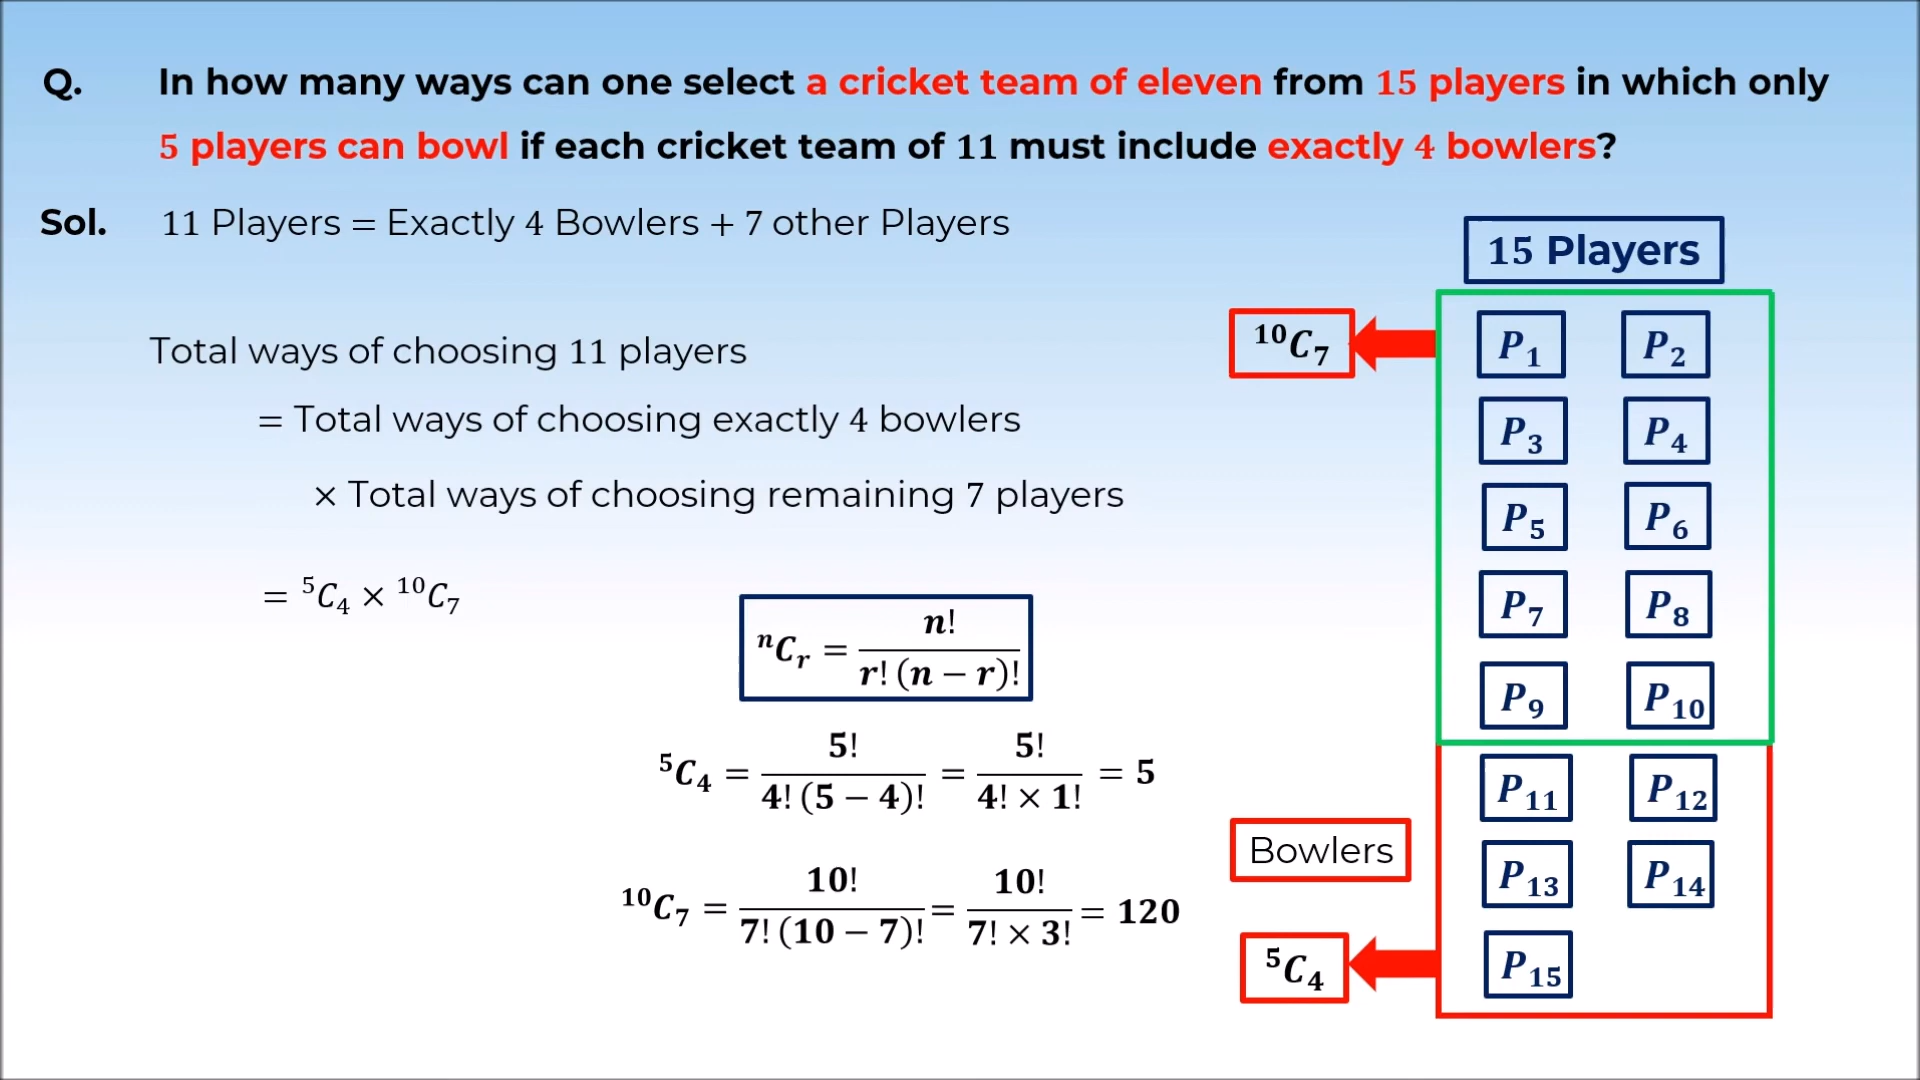 Q. In how many ways can one select a cricket team of eleven from 15 players in which only
5 players can bowl if each cricket team of 11 must include exactly 4 bowlers?
Sol. 11 Players = Exactly 4 Bowlers + 7 other Players
Total ways of choosing 11 players
= Total ways of choosing exactly 4 bowlers
× Total ways of choosing remaining 7 players
= ⁵C₄ × ¹⁰C₇
ⁿCᵣ = n! / r! (n − r)!
⁵C₄ = 5! / 4! (5 − 4)! = 5! / 4! × 1! = 5
¹⁰C₇ = 10! / 7! (10 − 7)! = 10! / 7! × 3! = 120
15 Players
¹⁰C₇
P₁ P₂
P₃ P₄
P₅ P₆
P₇ P₈
P₉ P₁₀
P₁₁ P₁₂
Bowlers
P₁₃ P₁₄
⁵C₄
P₁₅